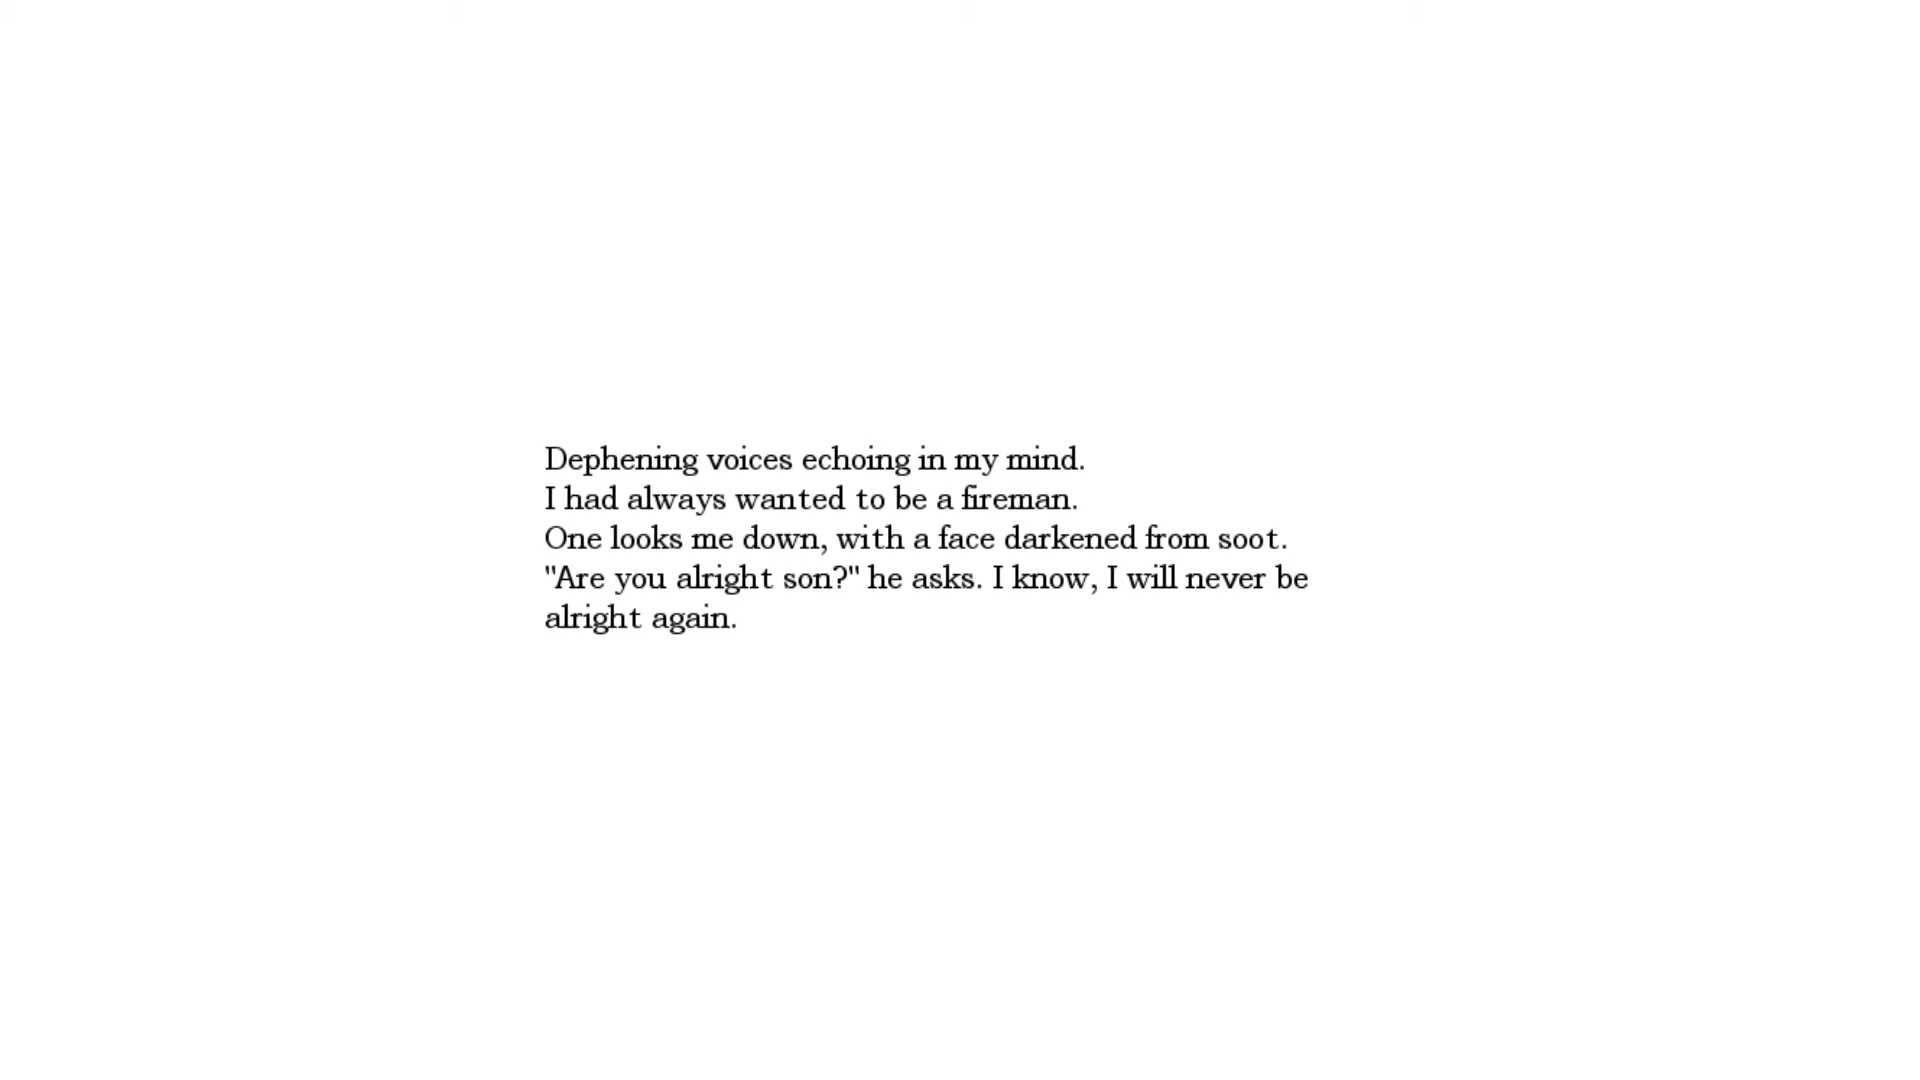 Dephening voices echoing in my mind.
I had always wanted to be a fireman.
One looks me down, with a face darkened from soot.
"Are you alright son?" he asks. I know, I will never be
alright again.